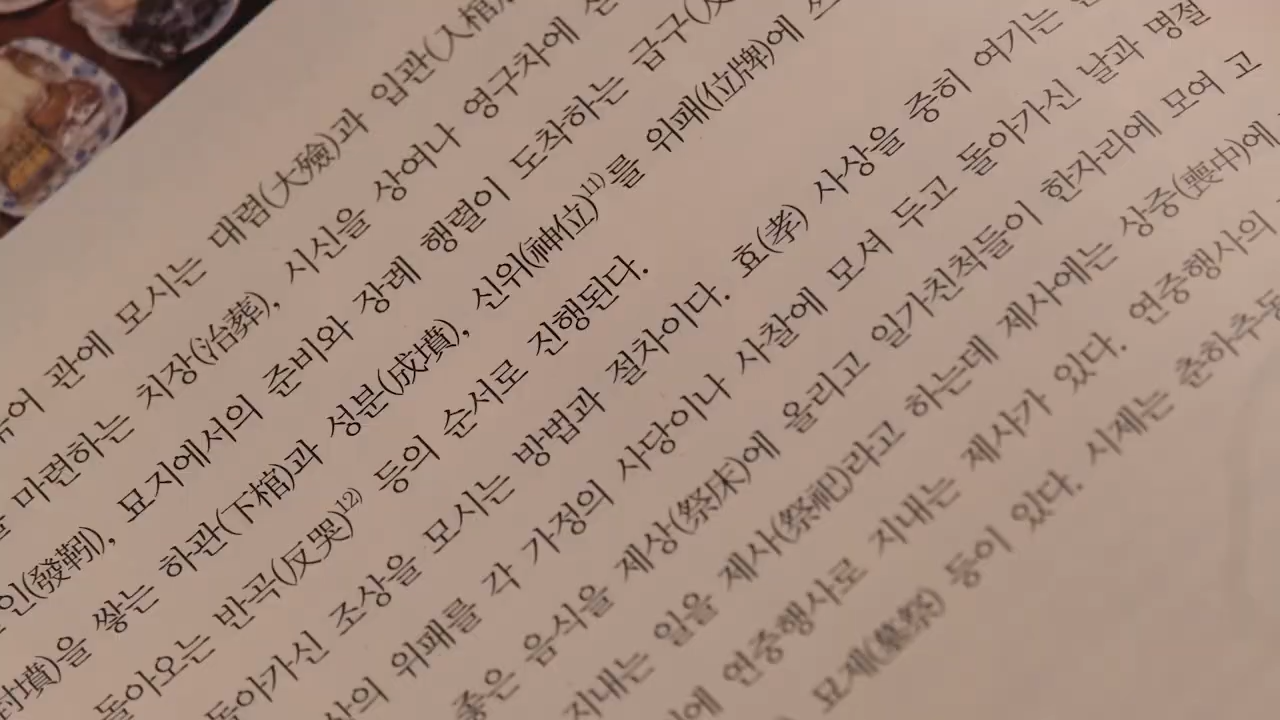 관에 모시는 대렴(大殮)과 입관(入棺
마련하는 치장(治葬), 시신을 상여나 영구차에
인(發靷), 묘지에서의 준비와 장례 행렬이 도착하는 급구(
封墳)을 쌓는 하관(下棺)과 성분(成墳), 신위(神位)¹¹⁾를 위패(位牌)에
돌아오는 반곡(反哭)¹²⁾ 등의 순서로 진행된다.
돌아가신 조상을 모시는 방법과 절차이다. 효(孝) 사상을 중히 여기는
의 위패를 각 가정의 사당이나 사찰에 모셔 두고 돌아가신 날과 명절
좋은 음식을 제상(祭床)에 올리고 일가친척들이 한자리에 모여 고
지내는 일을 제사(祭祀)라고 하는데 제사에는 상중(喪中)에
에 연중행사로 지내는 제사가 있다. 연중행사의
묘제(墓祭) 등이 있다. 시제는 춘하추동